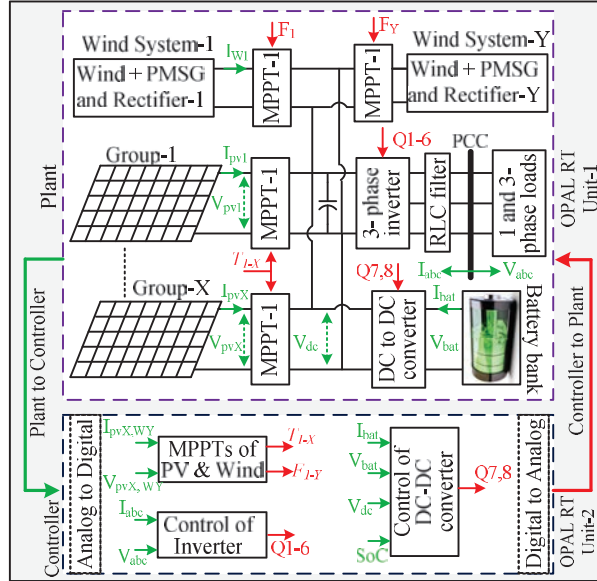 F1
FY
Wind System-1
IW1
Wind System-Y
Wind + PMSG
and Rectifier-1
MPPT-1
MPPT-1
Wind + PMSG
and Rectifier-Y
Q1-6
PCC
Group-1
Ipv1
Vpv1
MPPT-1
3- phase
inverter
RLC filter
1 and 3-
phase loads
Plant
OPAL RT
Unit-1
T1-X
Q7,8
Iabc
Vabc
Group-X
IpvX
VpvX
MPPT-1
Vdc
DC to DC
converter
Ibat
Vbat
Battery bank
Plant to Controller
Controller to Plant
Controller
Analog to Digital
IpvX,WY
VpvX, WY
MPPTs of
PV & Wind
T1-X
F1-Y
Iabc
Vabc
Control of
Inverter
Q1-6
Ibat
Vbat
Vdc
SoC
Control of
DC-DC
converter
Q7,8
Digital to Analog
OPAL RT
Unit-2